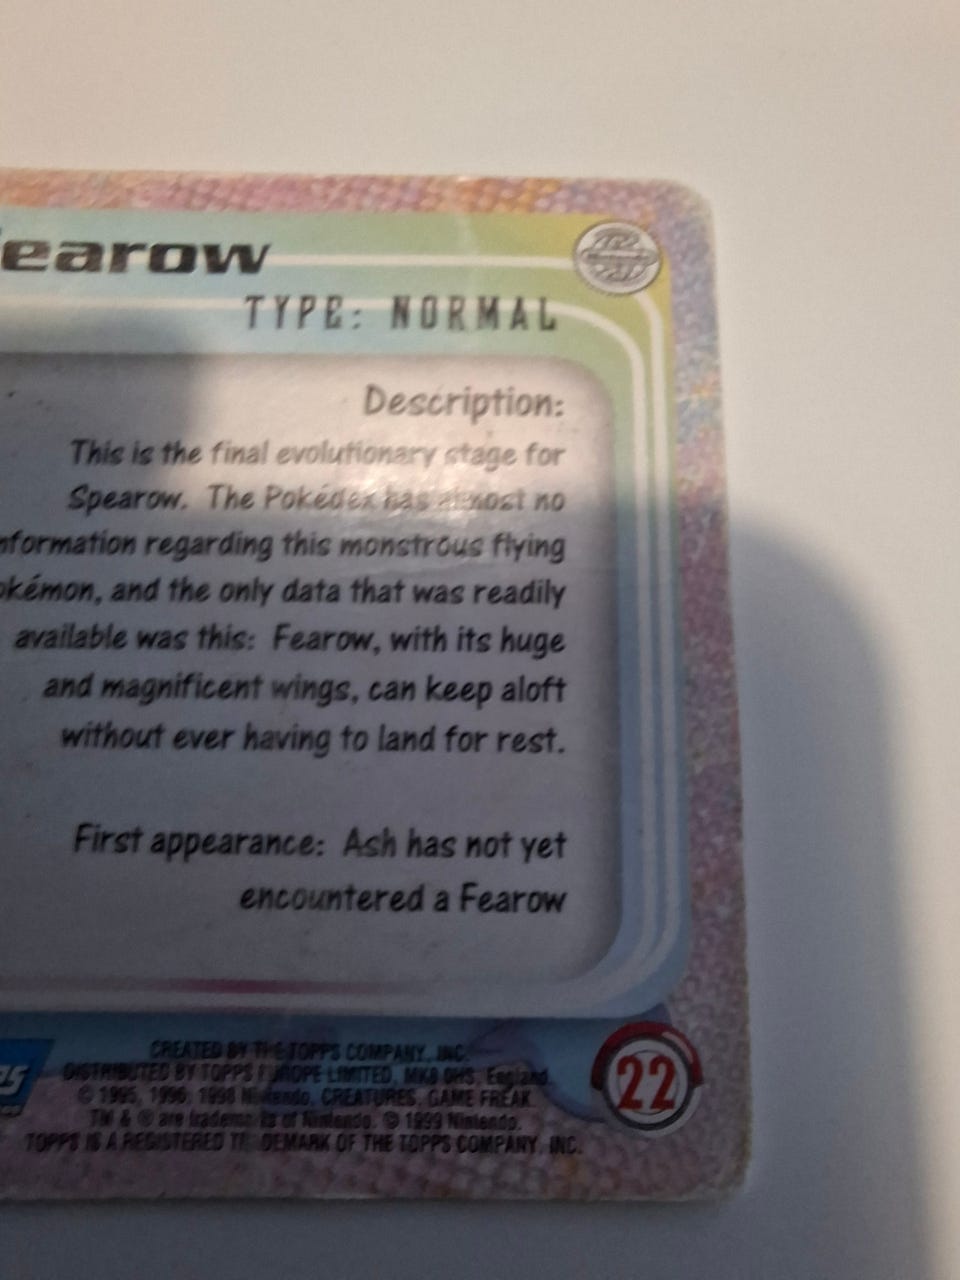 earow
TYPE: NORMAL
Description:
This is the final evolutionary stage for
Spearow. The Pokédex has almost no
nformation regarding this monstrous flying
okémon, and the only data that was readily
available was this: Fearow, with its huge
and magnificent wings, can keep aloft
without ever having to land for rest.
First appearance: Ash has not yet
encountered a Fearow
CREATED BY THE TOPPS COMPANY, INC.
DISTRIBUTED BY TOPPS EUROPE LIMITED, England.
© 1995, 1996, 1998 Nintendo, CREATURES, GAME FREAK
TM & ® are trademarks of Nintendo. © 1999 Nintendo.
TOPPS IS A REGISTERED TRADEMARK OF THE TOPPS COMPANY, INC.
22